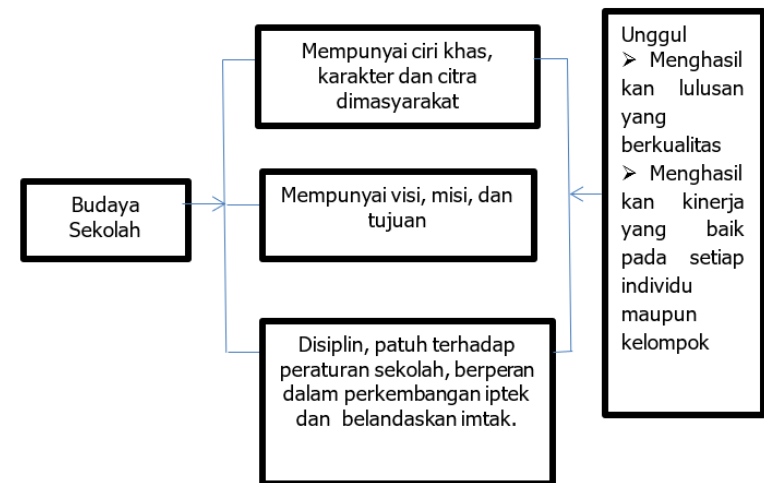 Budaya
Sekolah
Mempunyai ciri khas,
karakter dan citra
dimasyarakat
Mempunyai visi, misi, dan
tujuan
Disiplin, patuh terhadap
peraturan sekolah, berperan
dalam perkembangan iptek
dan belandaskan imtak.
Unggul
➢ Menghasil
kan lulusan
yang
berkualitas
➢ Menghasil
kan kinerja
yang baik
pada setiap
individu
maupun
kelompok